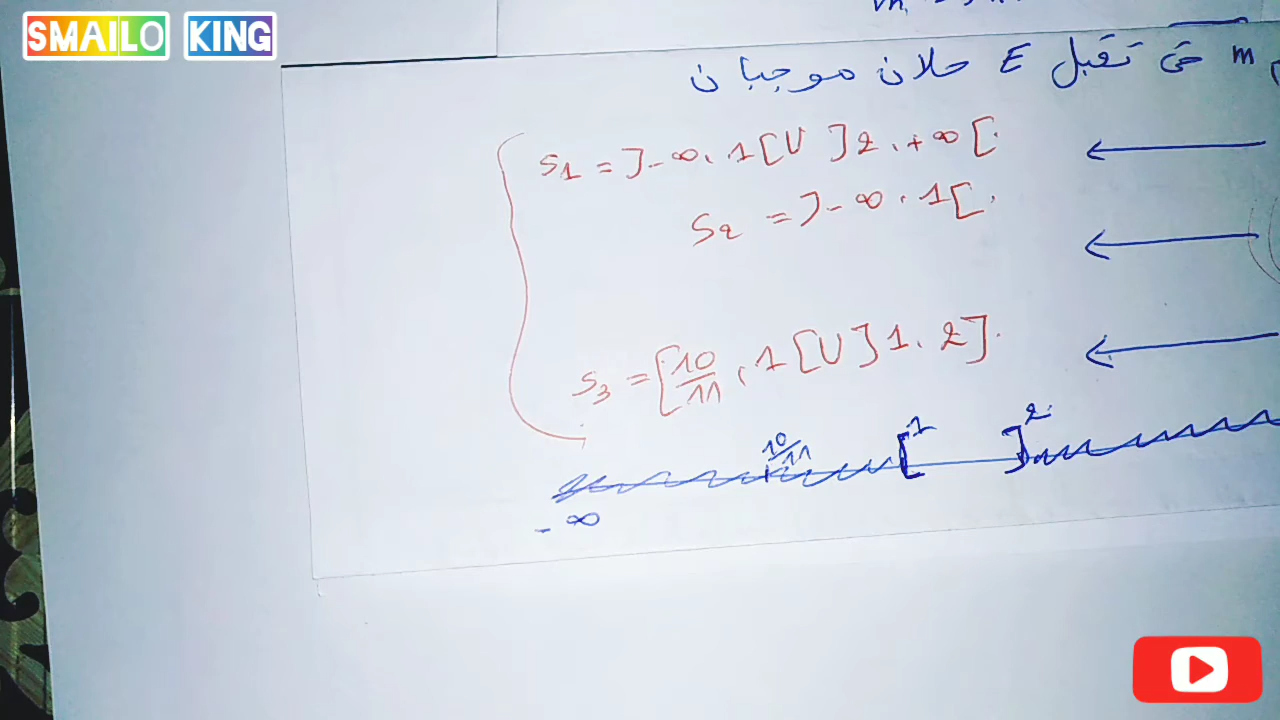 SMAILO KING
m حتى تقبل E حلان موجبان
S1 = ]-∞, 1[ U ]2, +∞[.
S2 = ]-∞, 1[.
S3 = [10/11, 1[ U ]1, 2].
10/11 [1 ]2
-∞